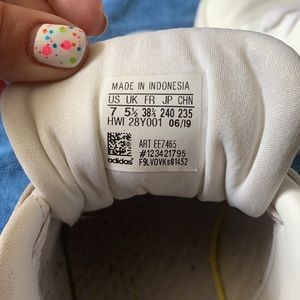 MADE IN INDONESIA
US UK FR JP CHN
7 5½ 38⅔ 240 235
HWI 28Y001 06/19
ART EE7465
#123421795
adidas F9LVDVKs01452